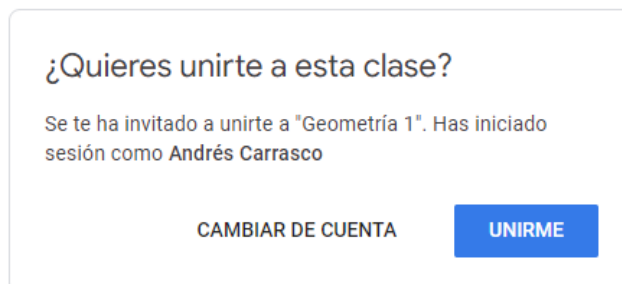 ¿Quieres unirte a esta clase?
Se te ha invitado a unirte a "Geometría 1". Has iniciado
sesión como Andrés Carrasco
CAMBIAR DE CUENTA UNIRME